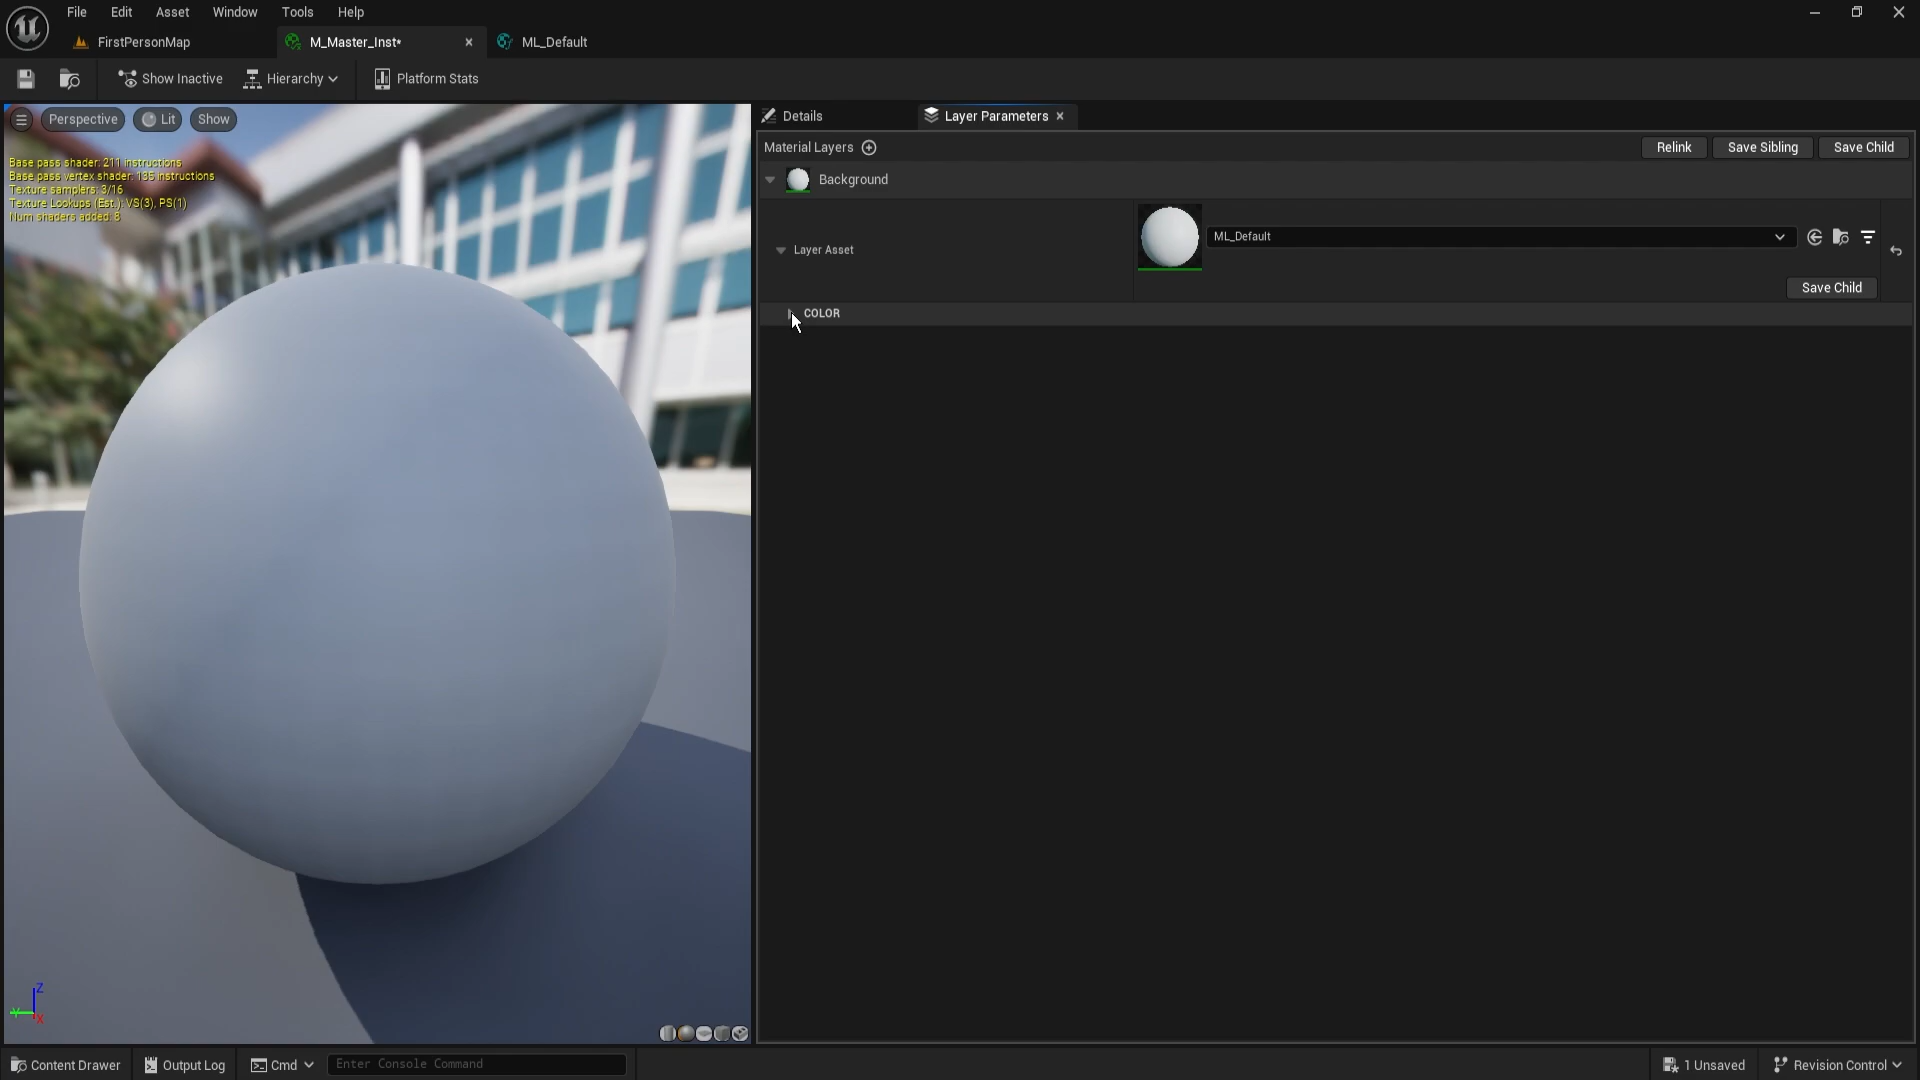 File Edit Asset Window Tools Help
FirstPersonMap M_Master_Inst* ML_Default
Show Inactive Hierarchy Platform Stats
Perspective Lit Show
Base pass shader: 211 instructions
Base pass vertex shader: 135 instructions
Texture samplers: 3/16
Texture Lookups (Est.): VS(3), PS(1)
Num shaders added: 8
Z
Y
X
Details Layer Parameters
Material Layers Relink Save Sibling Save Child
Background
Layer Asset ML_Default
Save Child
COLOR
Content Drawer Output Log Cmd Enter Console Command 1 Unsaved Revision Control